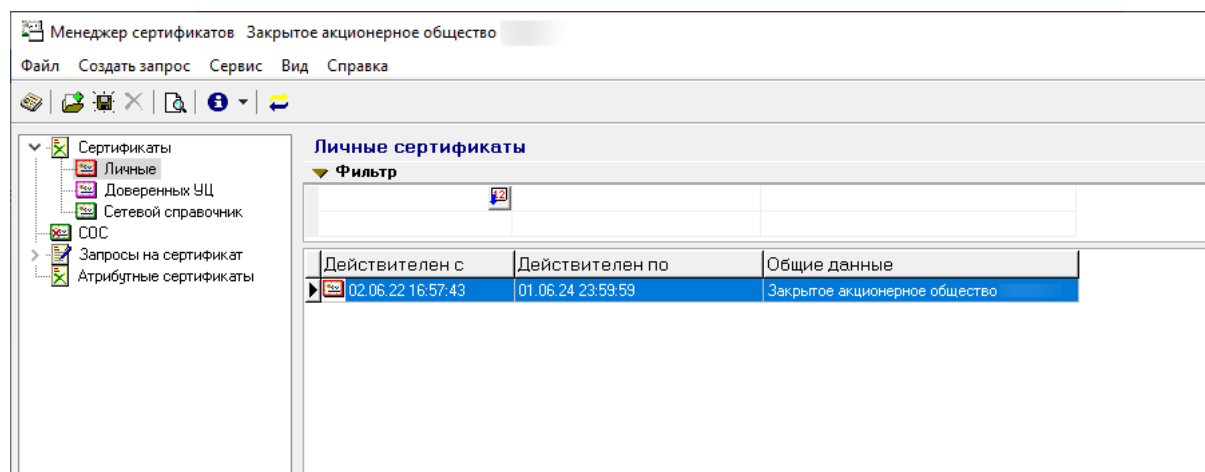 Менеджер сертификатов Закрытое акционерное общество
Файл Создать запрос Сервис Вид Справка
Сертификаты
Личные
Доверенных УЦ
Сетевой справочник
СОС
Запросы на сертификат
Атрибутные сертификаты
Личные сертификаты
Фильтр
12
Действителен с Действителен по Общие данные
02.06.22 16:57:43 01.06.24 23:59:59 Закрытое акционерное общество